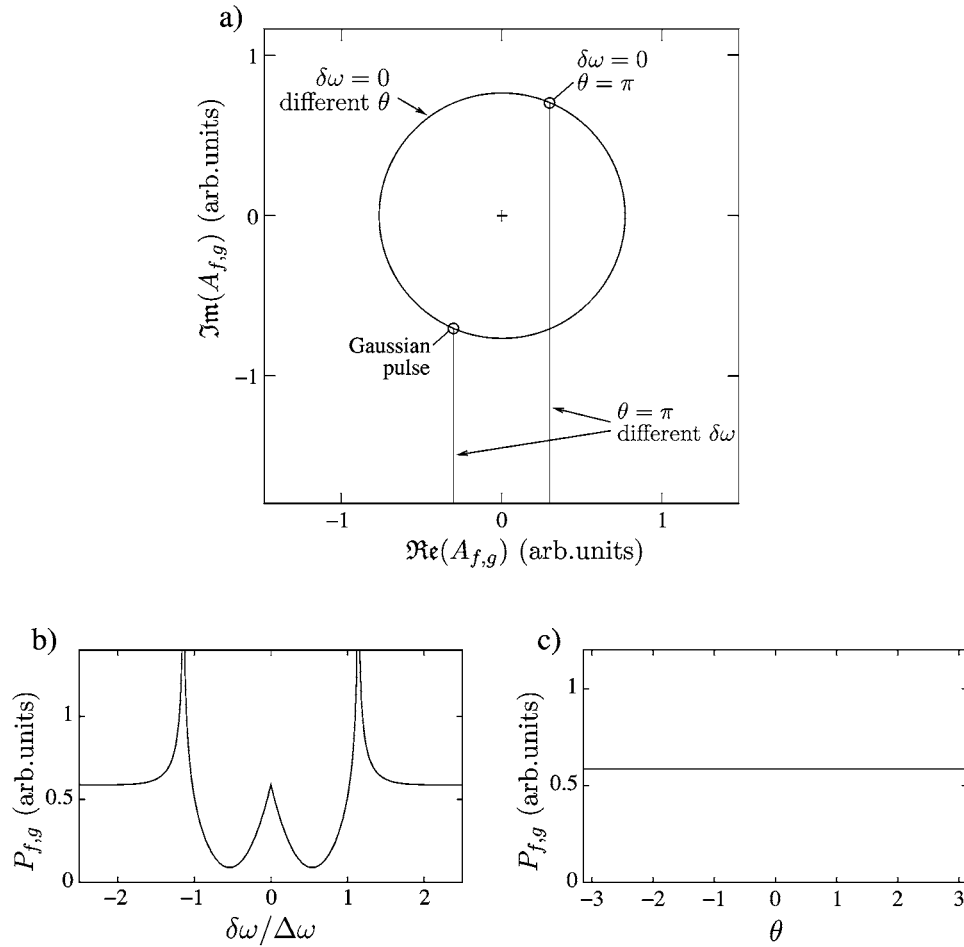 a)
1
0
−1
𝕴𝖒(A_{f,g}) (arb.units)
δω = 0
different θ
δω = 0
θ = π
Gaussian
pulse
θ = π
different δω
−1 0 1
𝕽𝖊(A_{f,g}) (arb.units)
b)
1
0.5
0
P_{f,g} (arb.units)
−2 −1 0 1 2
δω/Δω
c)
1
0.5
0
P_{f,g} (arb.units)
−3 −2 −1 0 1 2 3
θ